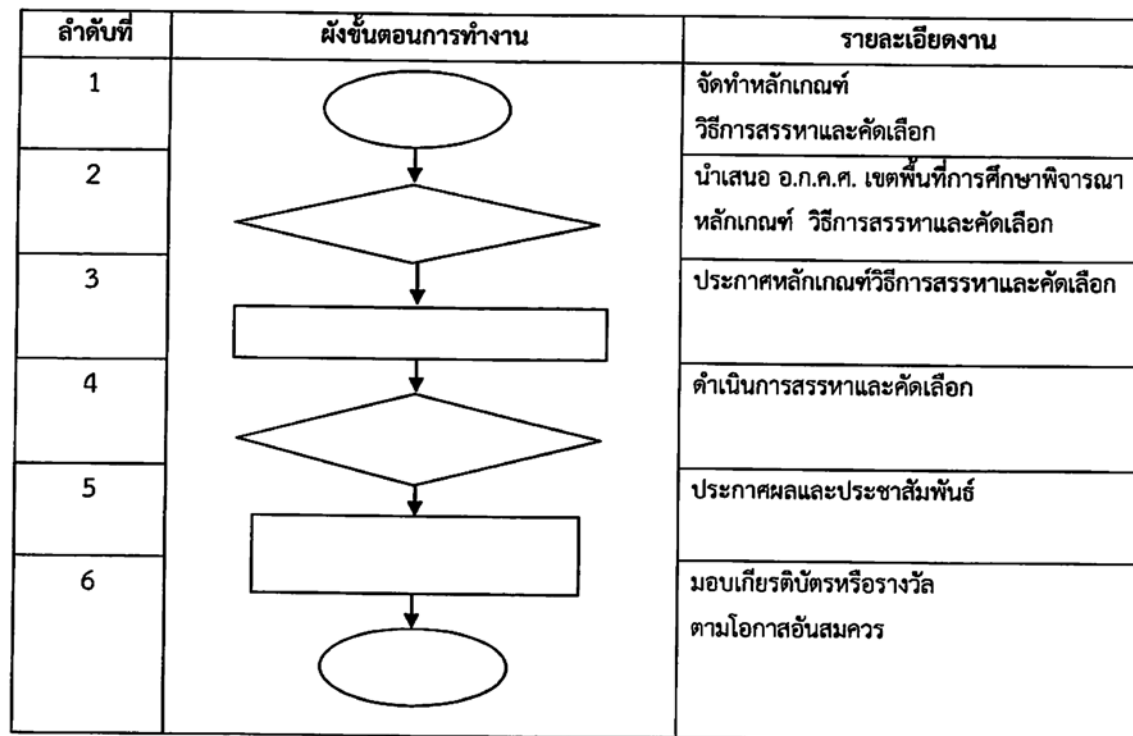 ลำดับที่ ผังขั้นตอนการทำงาน รายละเอียดงาน
1 จัดทำหลักเกณฑ์
วิธีการสรรหาและคัดเลือก
2 นำเสนอ อ.ก.ค.ศ. เขตพื้นที่การศึกษาพิจารณา
หลักเกณฑ์ วิธีการสรรหาและคัดเลือก
3 ประกาศหลักเกณฑ์วิธีการสรรหาและคัดเลือก
4 ดำเนินการสรรหาและคัดเลือก
5 ประกาศผลและประชาสัมพันธ์
6 มอบเกียรติบัตรหรือรางวัล
ตามโอกาสอันสมควร